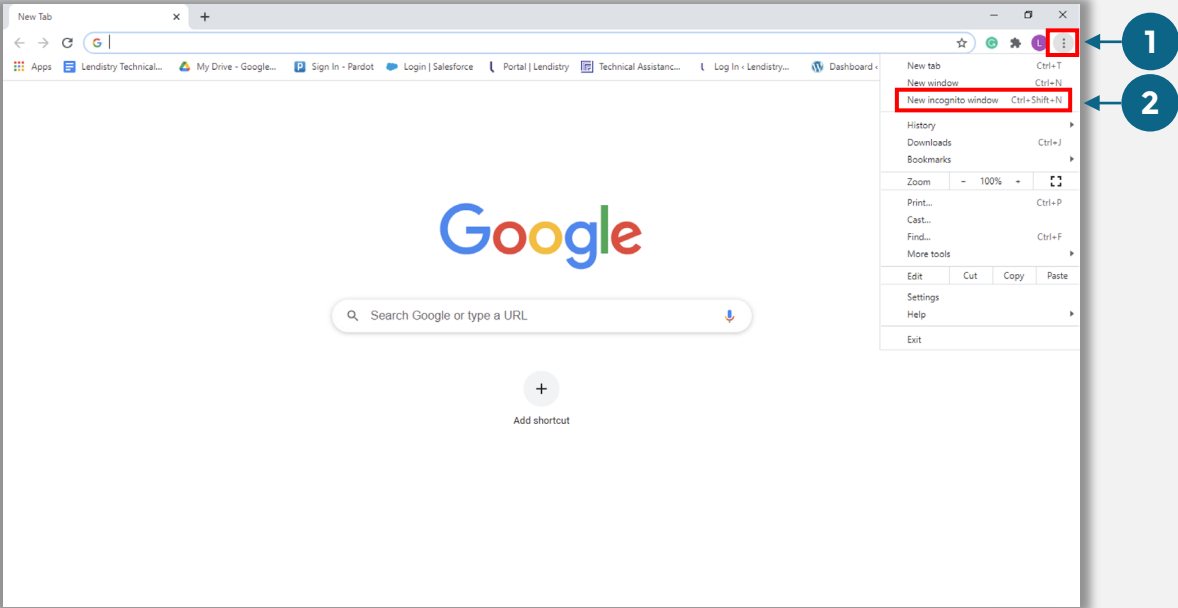 New Tab
1
Apps Lendistry Technical... My Drive - Google... Sign In - Pardot Login | Salesforce Portal | Lendistry Technical Assistanc... Log In ‹ Lendistry... Dashboard ‹
New tab Ctrl+T
New window Ctrl+N
New incognito window Ctrl+Shift+N
2
History
Downloads Ctrl+J
Bookmarks
Zoom - 100% +
Print... Ctrl+P
Cast...
Find... Ctrl+F
More tools
Edit Cut Copy Paste
Settings
Help
Exit
Google
Search Google or type a URL
Add shortcut